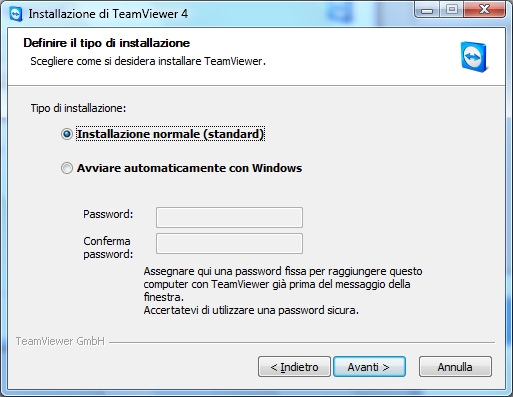 Installazione di TeamViewer 4
Definire il tipo di installazione
Scegliere come si desidera installare TeamViewer.
Tipo di installazione:
Installazione normale (standard)
Avviare automaticamente con Windows
Password:
Conferma
password:
Assegnare qui una password fissa per raggiungere questo
computer con TeamViewer già prima del messaggio della
finestra.
Accertatevi di utilizzare una password sicura.
TeamViewer GmbH
< Indietro
Avanti >
Annulla